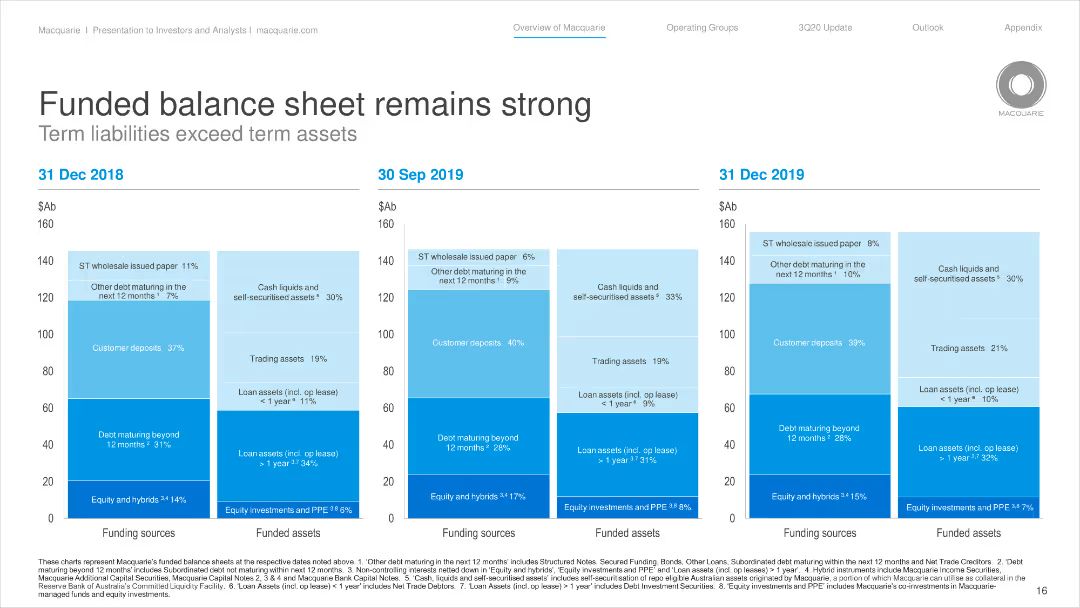 Macquarie | Presentation to Investors and Analysts | macquarie.com
Overview of Macquarie
Operating Groups
3Q20 Update
Outlook
Appendix
MACQUARIE
Funded balance sheet remains strong
Term liabilities exceed term assets
31 Dec 2018
$Ab
160
140
120
100
80
60
40
20
0
ST wholesale issued paper 11%
Other debt maturing in the
next 12 months ¹ 7%
Customer deposits 37%
Debt maturing beyond
12 months ² 31%
Equity and hybrids ³,⁴ 14%
Funding sources
Cash liquids and
self-securitised assets 30%
Trading assets 19%
Loan assets (incl. op lease)
< 1 year 11%
Loan assets (incl. op lease)
> 1 year ³,⁷ 34%
Equity investments and PPE ³,⁸ 6%
Funded assets
30 Sep 2019
$Ab
160
140
120
100
80
60
40
20
0
ST wholesale issued paper 6%
Other debt maturing in the
next 12 months ¹ 9%
Customer deposits 40%
Debt maturing beyond
12 months ² 28%
Equity and hybrids ³,⁴ 17%
Funding sources
Cash liquids and
self-securitised assets ⁵ 33%
Trading assets 19%
Loan assets (incl. op lease)
< 1 year ⁶ 9%
Loan assets (incl. op lease)
> 1 year ³,⁷ 31%
Equity investments and PPE ³,⁸ 8%
Funded assets
31 Dec 2019
$Ab
160
140
120
100
80
60
40
20
0
ST wholesale issued paper 8%
Other debt maturing in the
next 12 months ¹ 10%
Customer deposits 39%
Debt maturing beyond
12 months ² 28%
Equity and hybrids ³,⁴ 15%
Funding sources
Cash liquids and
self-securitised assets ⁵ 30%
Trading assets 21%
Loan assets (incl. op lease)
< 1 year 10%
Loan assets (incl. op lease)
> 1 year ³,⁷ 32%
Equity investments and PPE ³,⁸ 7%
Funded assets
These charts represent Macquarie's funded balance sheets at the respective dates noted above. 1. 'Other debt maturing in the next 12 months' includes Structured Notes, Secured Funding, Bonds, Other Loans, Subordinated debt maturing within the next 12 months and Net Trade Creditors. 2. 'Debt
maturing beyond 12 months' includes Subordinated debt not maturing within next 12 months. 3. Non-controlling interests netted down in 'Equity and hybrids', 'Equity investments and PPE' and 'Loan assets (incl. op leases) > 1 year'. 4. Hybrid instruments include Macquarie Income Securities,
Macquarie Additional Capital Securities, Macquarie Capital Notes 2, 3 & 4 and Macquarie Bank Capital Notes. 5. 'Cash, liquids and self-securitised assets' includes self-securitisation of repo eligible Australian assets originated by Macquarie, a portion of which Macquarie can utilise as collateral in the
Reserve Bank of Australia's Committed Liquidity Facility. 6. 'Loan Assets (incl. op lease) < 1 year' includes Net Trade Debtors. 7. 'Loan Assets (incl. op lease) > 1 year' includes Debt Investment Securities. 8. 'Equity investments and PPE' includes Macquarie's co-investments in Macquarie-
managed funds and equity investments.
16